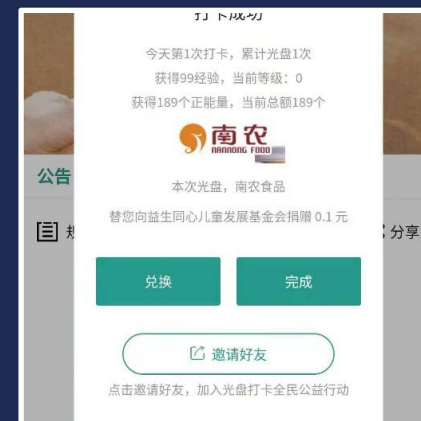 打卡成功
今天第1次打卡，累计光盘1次
获得99经验，当前等级：0
获得189个正能量，当前总额189个
南农
NANNONG FOOD
公告
本次光盘，南农食品
替您向益生同心儿童发展基金会捐赠 0.1 元
分享
兑换
完成
邀请好友
点击邀请好友，加入光盘打卡全民公益行动